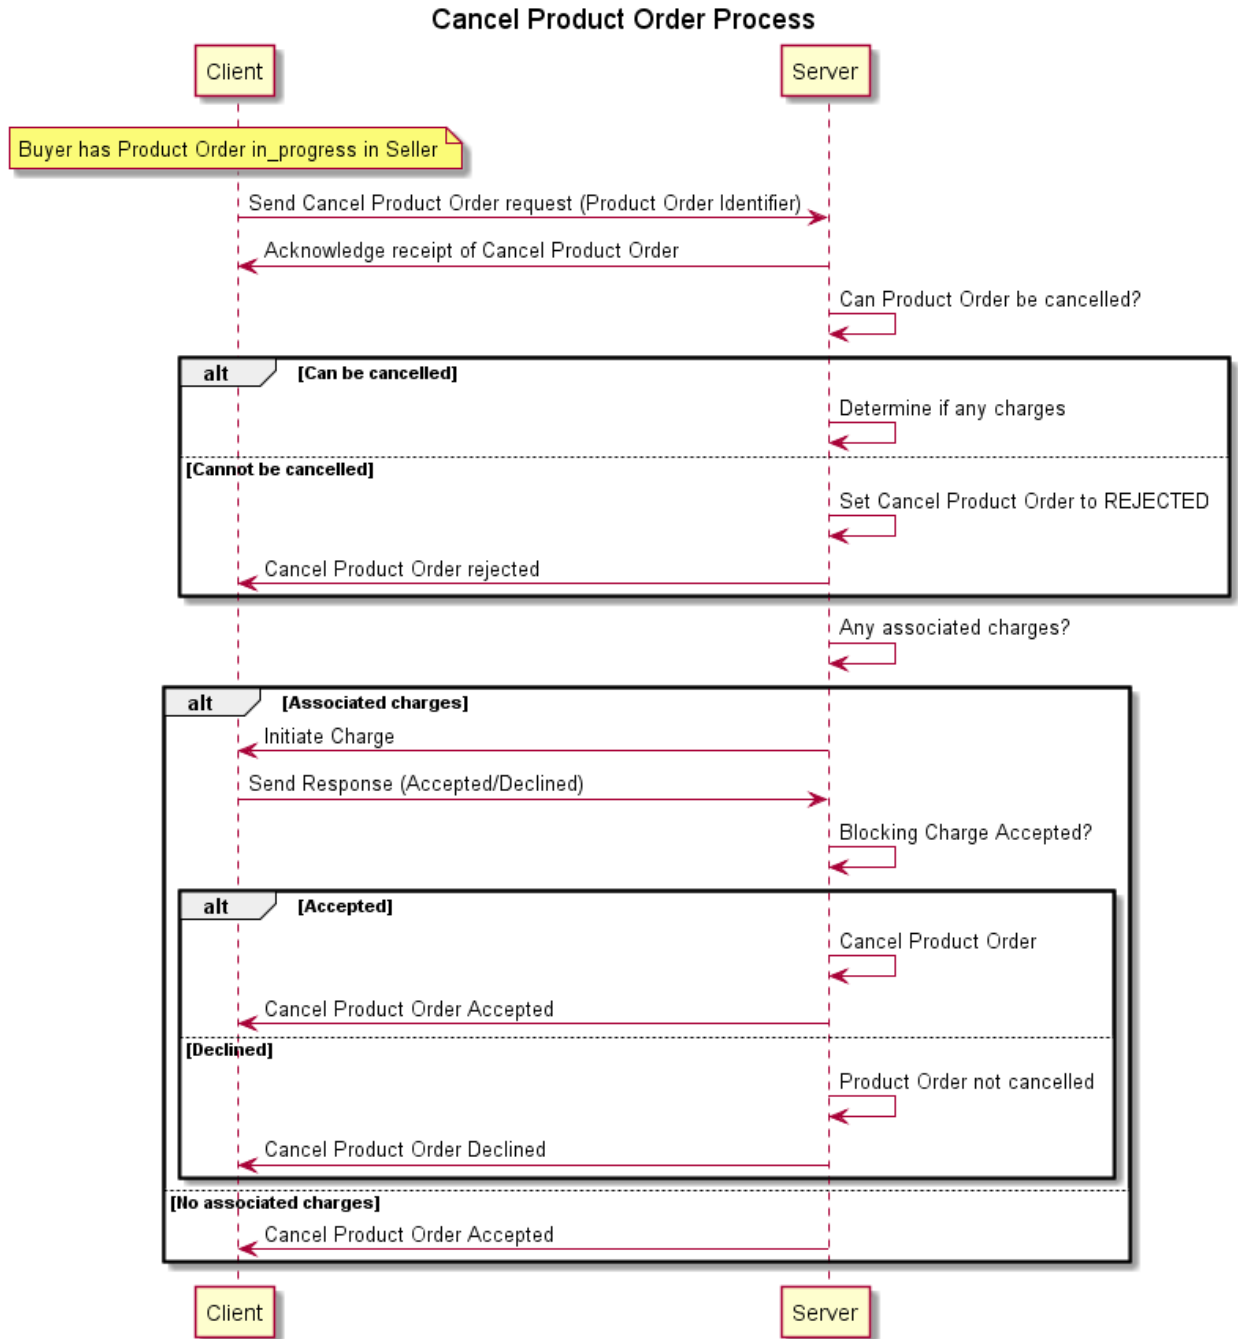 Cancel Product Order Process
Client
Server
Buyer has Product Order in_progress in Seller
Send Cancel Product Order request (Product Order Identifier)
Acknowledge receipt of Cancel Product Order
Can Product Order be cancelled?
alt [Can be cancelled]
Determine if any charges
[Cannot be cancelled]
Set Cancel Product Order to REJECTED
Cancel Product Order rejected
Any associated charges?
alt [Associated charges]
Initiate Charge
Send Response (Accepted/Declined)
Blocking Charge Accepted?
alt [Accepted]
Cancel Product Order
Cancel Product Order Accepted
[Declined]
Product Order not cancelled
Cancel Product Order Declined
[No associated charges]
Cancel Product Order Accepted
Client
Server